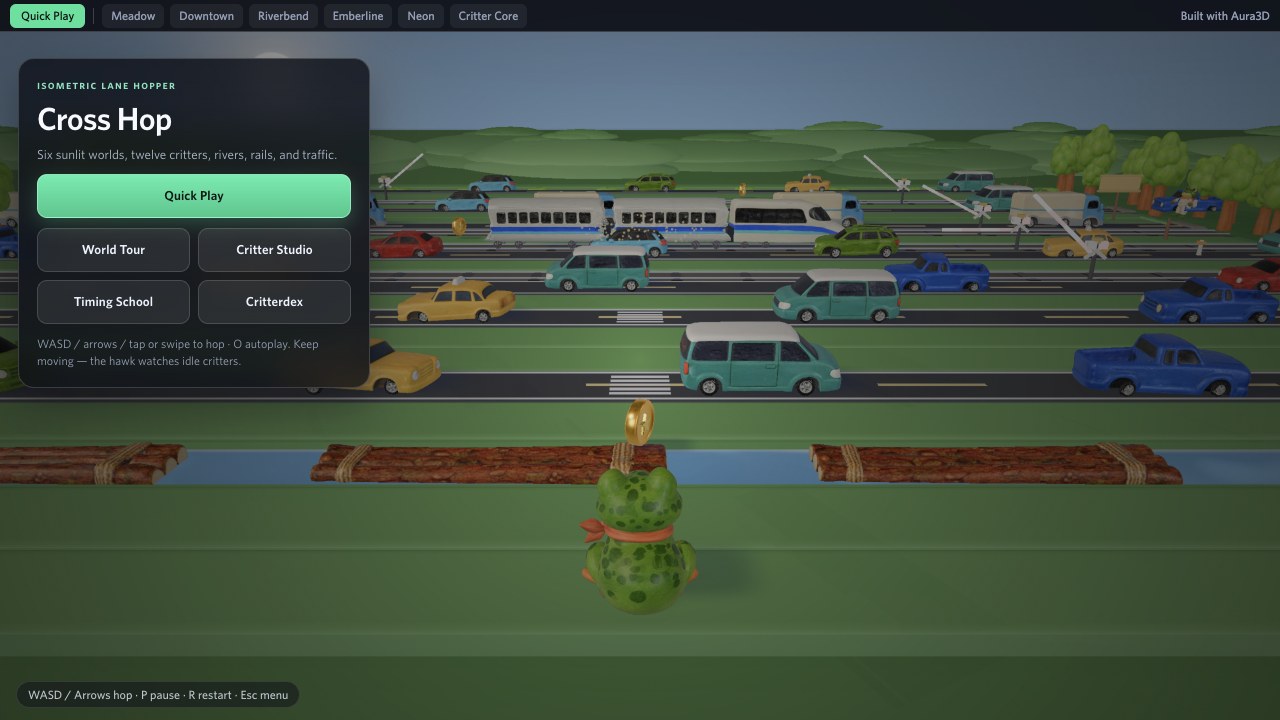 Quick Play
Meadow
Downtown
Riverbend
Emberline
Neon
Critter Core
Built with Aura3D
ISOMETRIC LANE HOPPER
Cross Hop
Six sunlit worlds, twelve critters, rivers, rails, and traffic.
Quick Play
World Tour
Critter Studio
Timing School
Critterdex
WASD / arrows / tap or swipe to hop · O autoplay. Keep
moving — the hawk watches idle critters.
WASD / Arrows hop · P pause · R restart · Esc menu